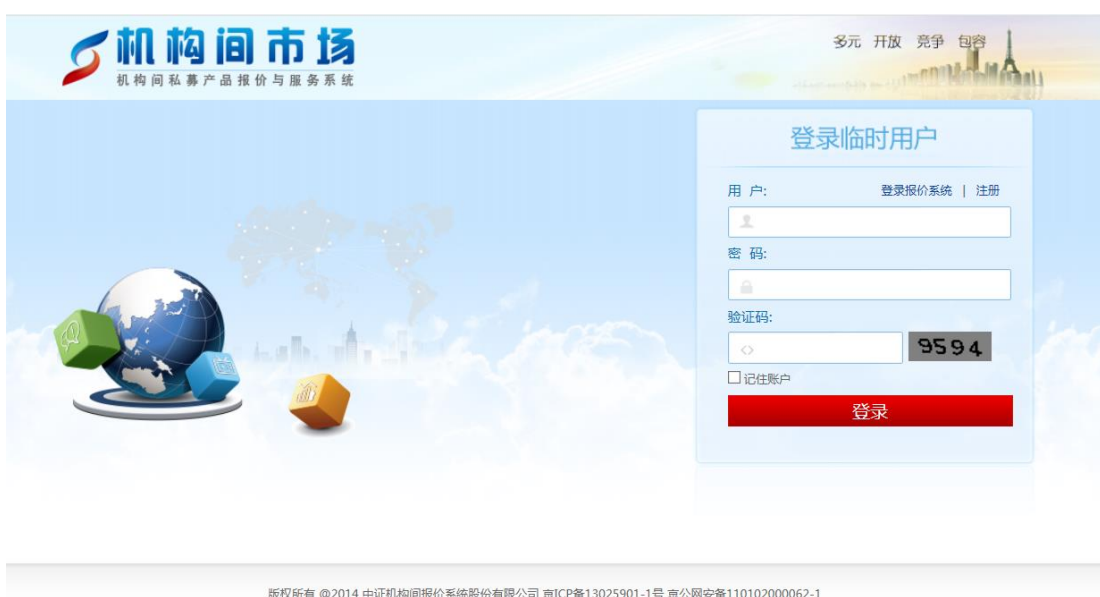 机构间市场
机构间私募产品报价与服务系统
多元 开放 竞争 包容
登录临时用户
用 户: 登录报价系统 | 注册
密 码:
验证码:
9594
记住账户
登录
版权所有 @2014 中证机构间报价系统股份有限公司 京ICP备13025901-1号 京公网安备110102000062-1